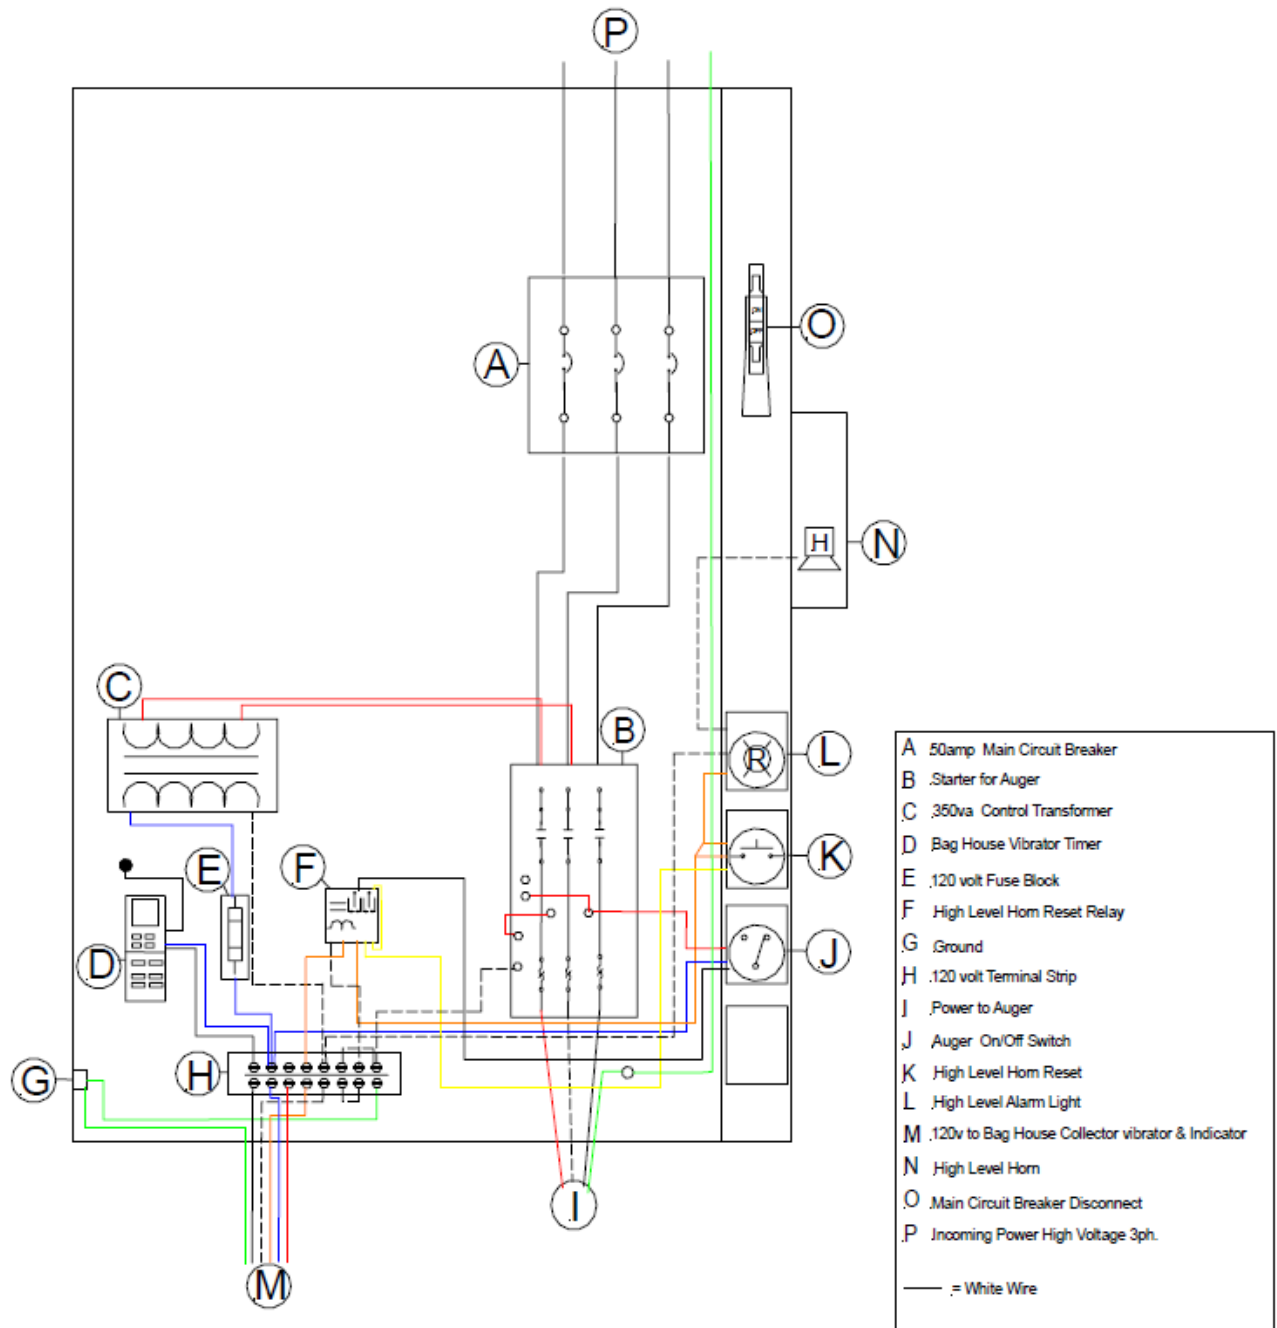 P
O
A
N
H
C
B
L
R
E
F
K
D
J
H
G
I
M
A 50amp Main Circuit Breaker
B .Starter for Auger
C .350va Control Transformer
D Bag House Vibrator Timer
E .120 volt Fuse Block
F .High Level Horn Reset Relay
G .Ground
H .120 volt Terminal Strip
I .Power to Auger
J .Auger On/Off Switch
K .High Level Horn Reset
L .High Level Alarm Light
M .120v to Bag House Collector vibrator & Indicator
N .High Level Horn
O .Main Circuit Breaker Disconnect
P .Incoming Power High Voltage 3ph.
.= White Wire